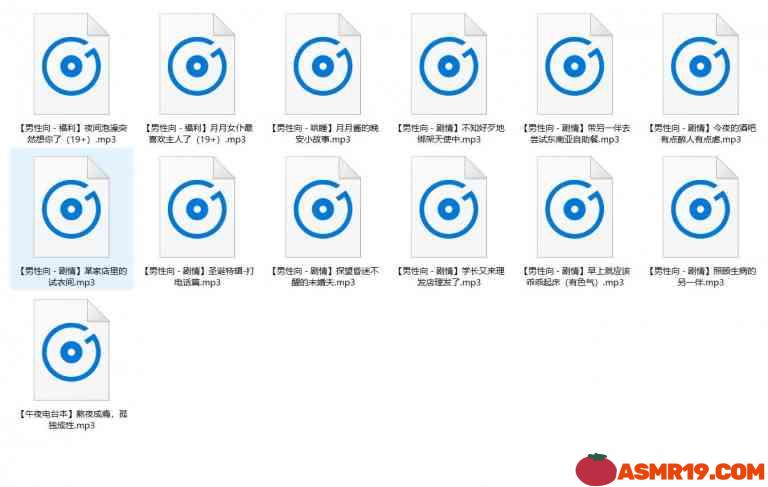 【男性向 - 福利】夜间泡澡突
然想你了（19+）.mp3
【男性向 - 福利】月月女仆最
喜欢主人了（19+）.mp3
【男性向 - 哄睡】月月酱的晚
安小故事.mp3
【男性向 - 剧情】不知好歹地
绑架天使中.mp3
【男性向 - 剧情】带另一伴去
尝试东南亚自助餐.mp3
【男性向 - 剧情】今夜的酒吧
有点醉人有点虐.mp3
【男性向 - 剧情】某家店里的
试衣间.mp3
【男性向 - 剧情】圣诞特辑-打
电话篇.mp3
【男性向 - 剧情】探望昏迷不
醒的未婚夫.mp3
【男性向 - 剧情】学长又来理
发店理发了.mp3
【男性向 - 剧情】早上就应该
乖乖起床（有色气）.mp3
【男性向 - 剧情】照顾生病的
另一伴.mp3
【午夜电台本】熬夜成瘾，孤
独成性.mp3
ASMR19.COM